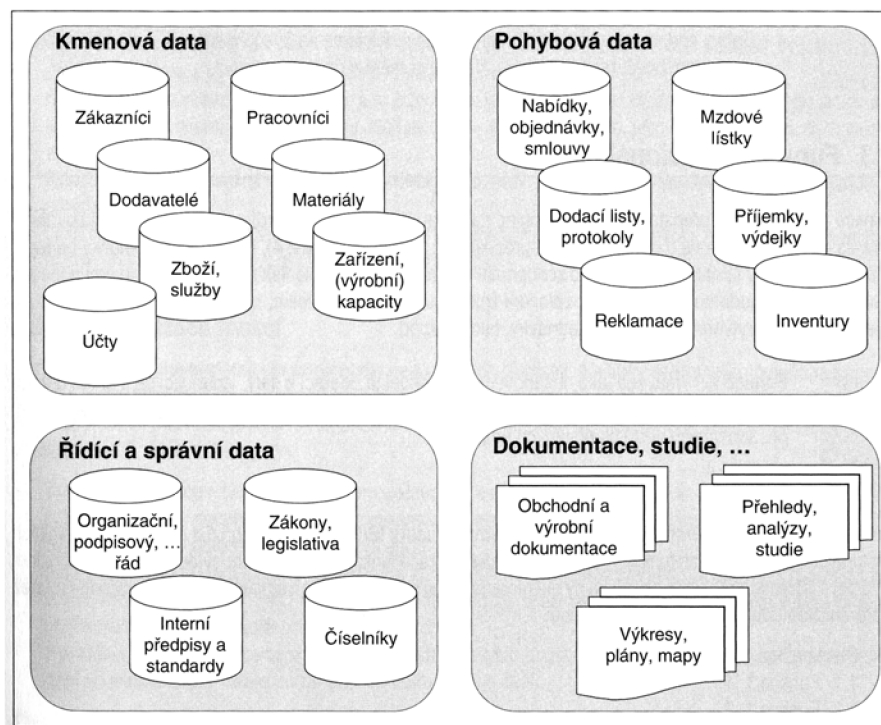 Kmenová data
Zákazníci
Pracovníci
Dodavatelé
Materiály
Zboží,
služby
Zařízení,
(výrobní)
kapacity
Účty
Pohybová data
Nabídky,
objednávky,
smlouvy
Mzdové
lístky
Dodací listy,
protokoly
Příjemky,
výdejky
Reklamace
Inventury
Řídící a správní data
Organizační,
podpisový, …
řád
Zákony,
legislativa
Interní
předpisy a
standardy
Číselníky
Dokumentace, studie, …
Obchodní a
výrobní
dokumentace
Přehledy,
analýzy,
studie
Výkresy,
plány, mapy